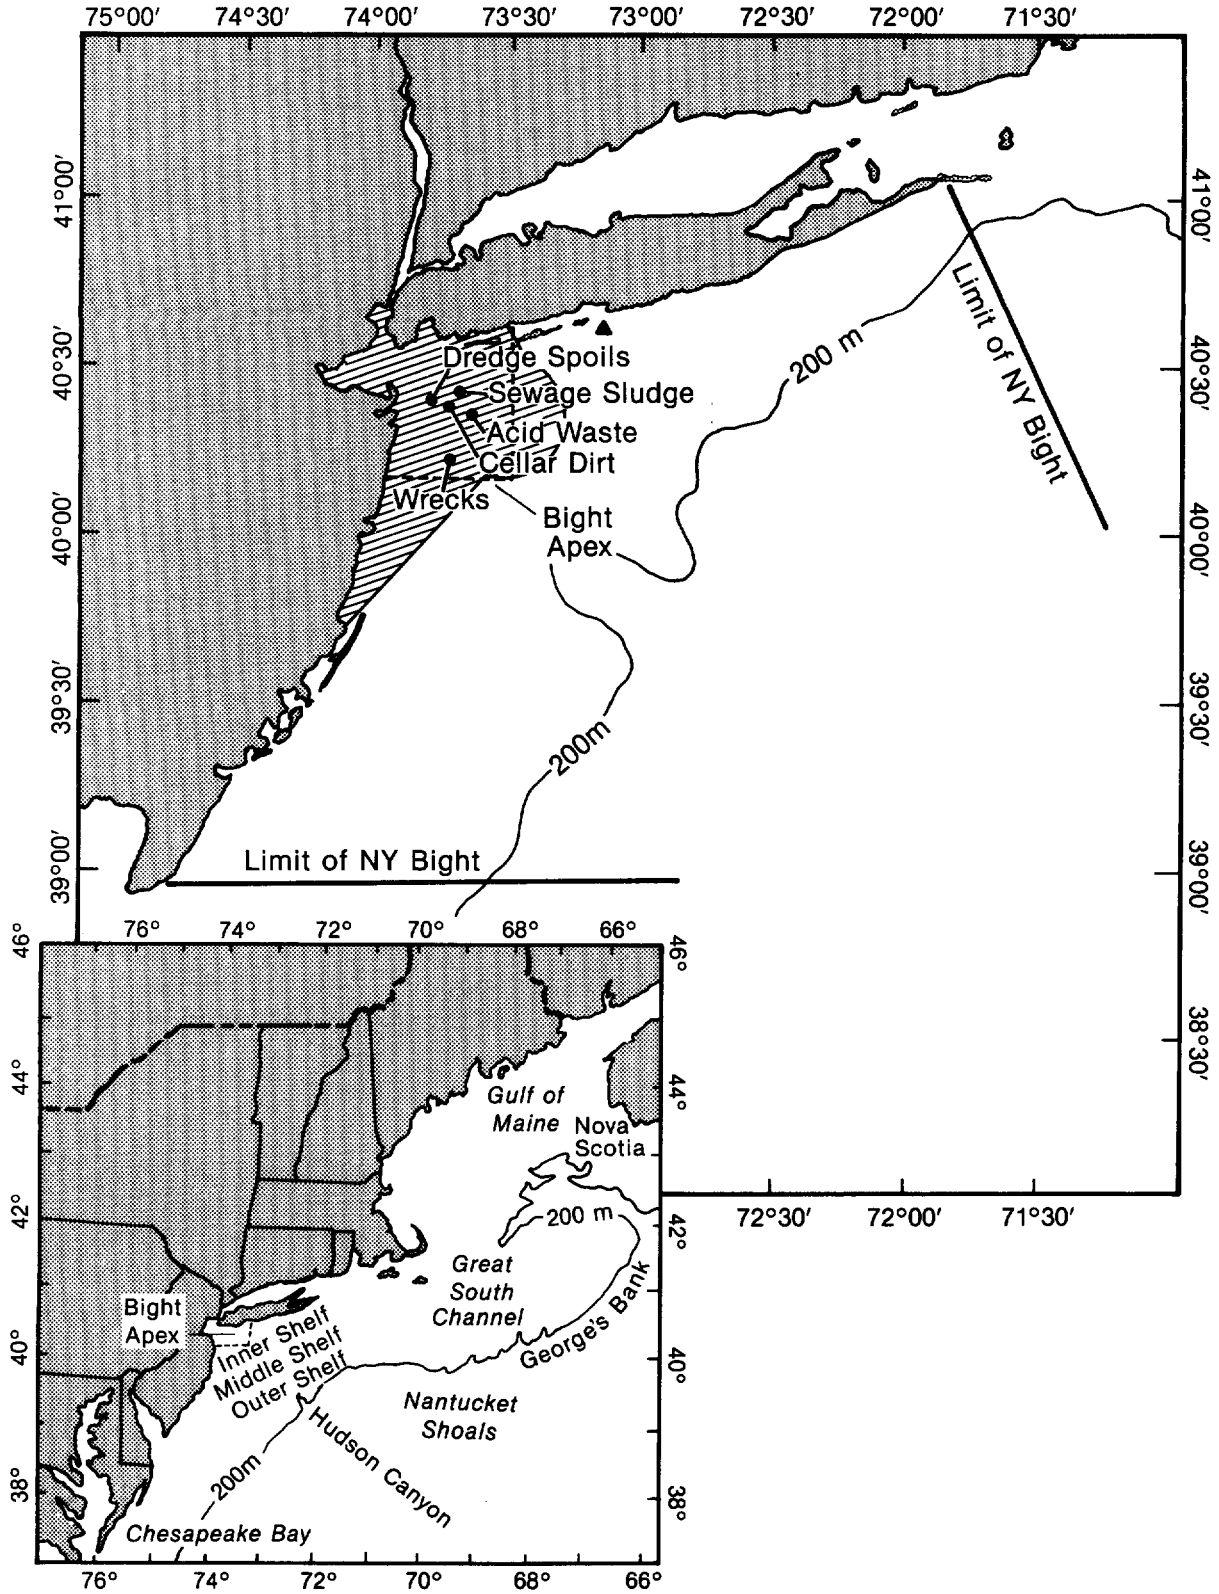 75°00′ 74°30′ 74°00′ 73°30′ 73°00′ 72°30′ 72°00′ 71°30′
41°00′
41°00′
40°30′
40°30′
200 m
Limit of NY Bight
Dredge Spoils
Sewage Sludge
Acid Waste
Cellar Dirt
Wrecks
Bight
Apex
40°00′
40°00′
39°30′
39°30′
200m
39°00′
39°00′
Limit of NY Bight
38°30′
72°30′ 72°00′ 71°30′
76° 74° 72° 70° 68° 66°
46°
46°
44°
44°
Gulf of
Maine
Nova
Scotia
42°
42°
200 m
Great
South
Channel
George's Bank
Bight
Apex
Inner Shelf
Middle Shelf
Outer Shelf
40°
40°
Nantucket
Shoals
Hudson Canyon
200m
38°
38°
Chesapeake Bay
76° 74° 72° 70° 68° 66°